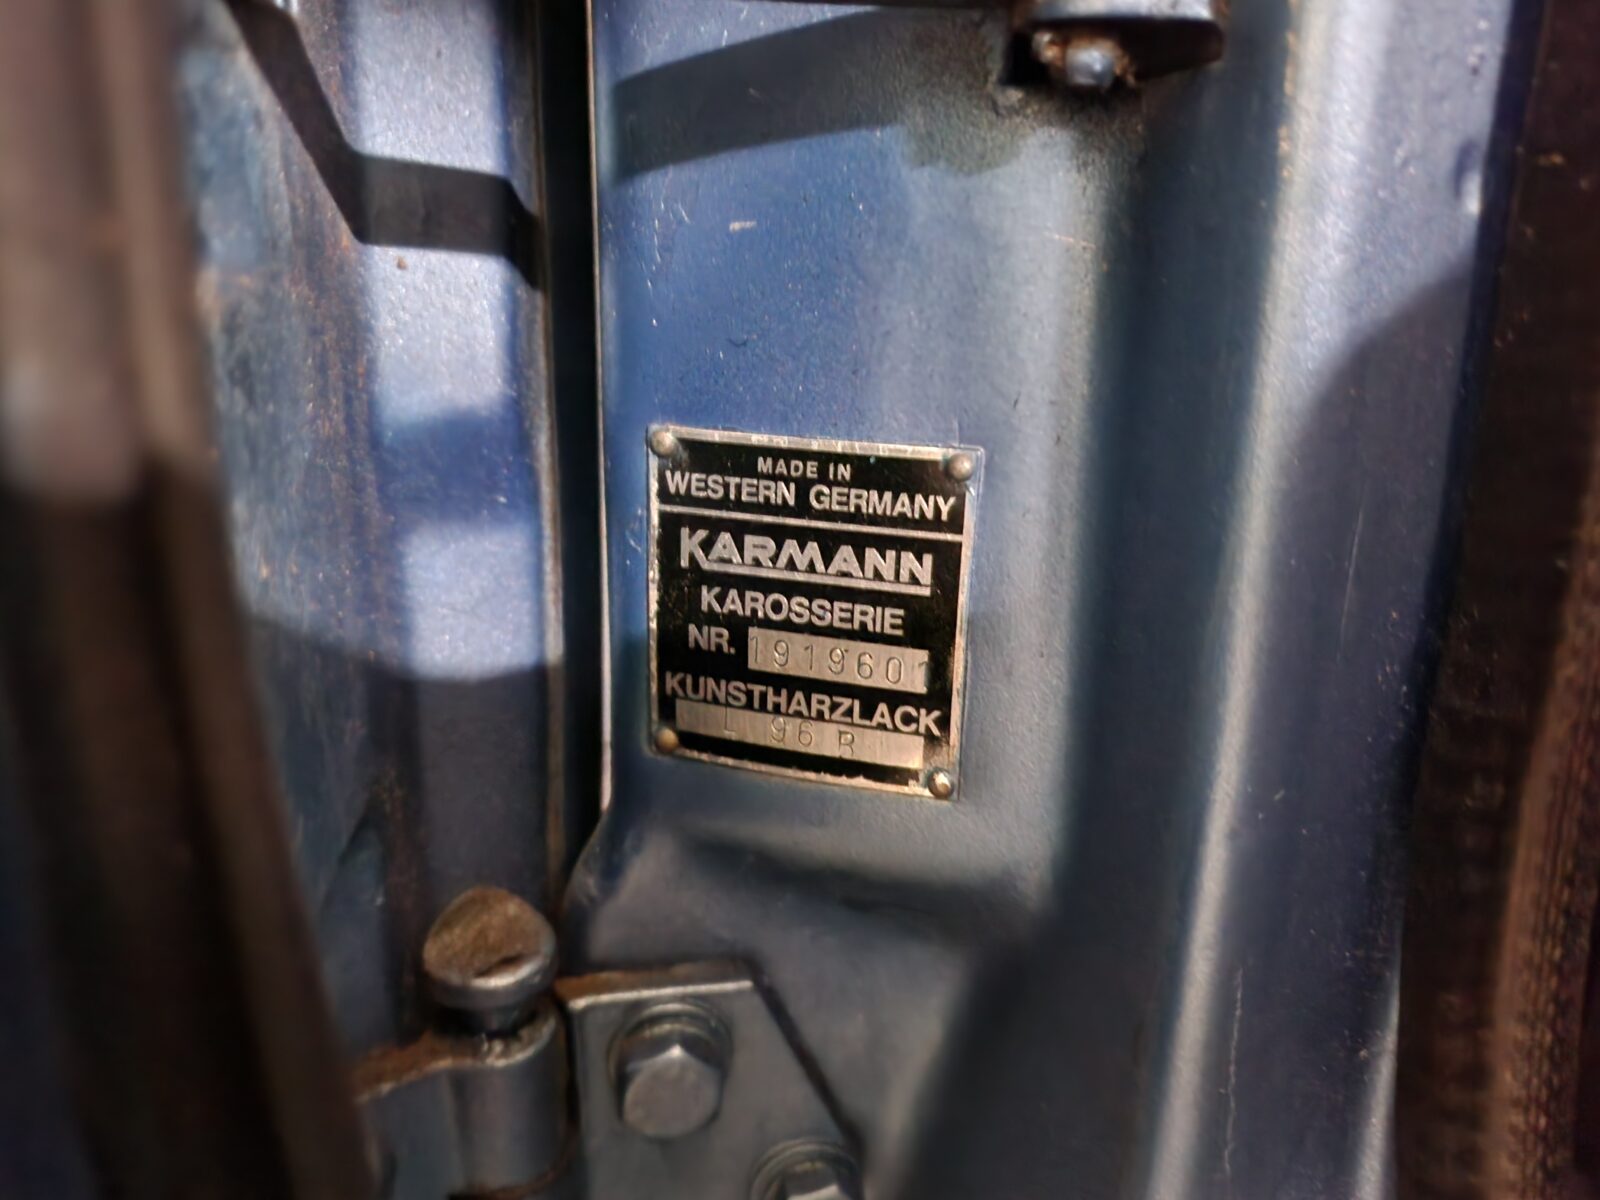 MADE IN
WESTERN GERMANY
KARMANN
KAROSSERIE
NR. 1919601
KUNSTHARZLACK
L 96 B